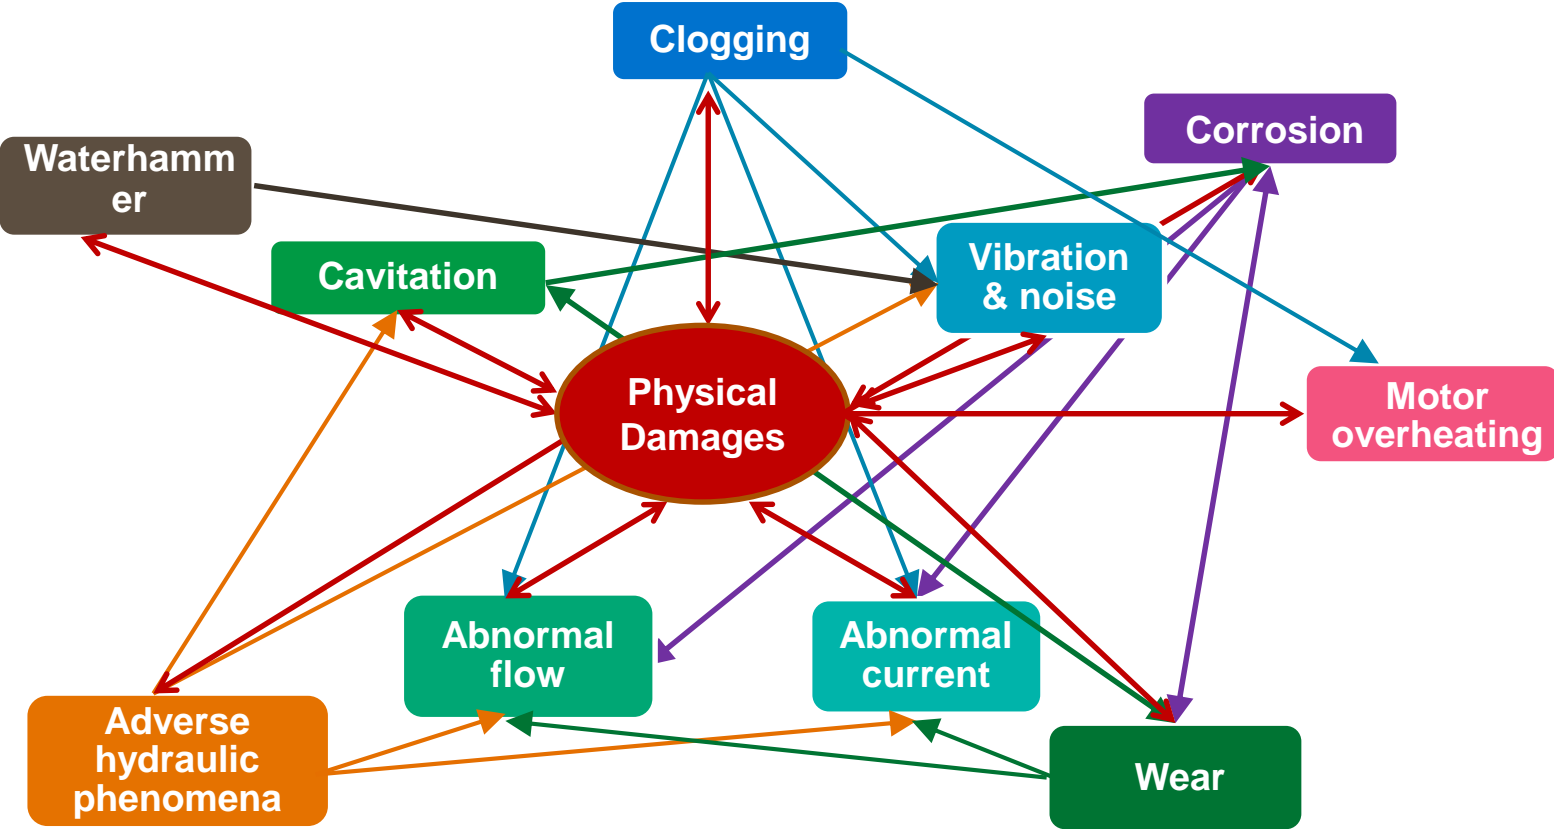 Clogging
Corrosion
Waterhamm
er
Vibration
& noise
Cavitation
Physical
Damages
Motor
overheating
Abnormal
flow
Abnormal
current
Adverse
hydraulic
phenomena
Wear